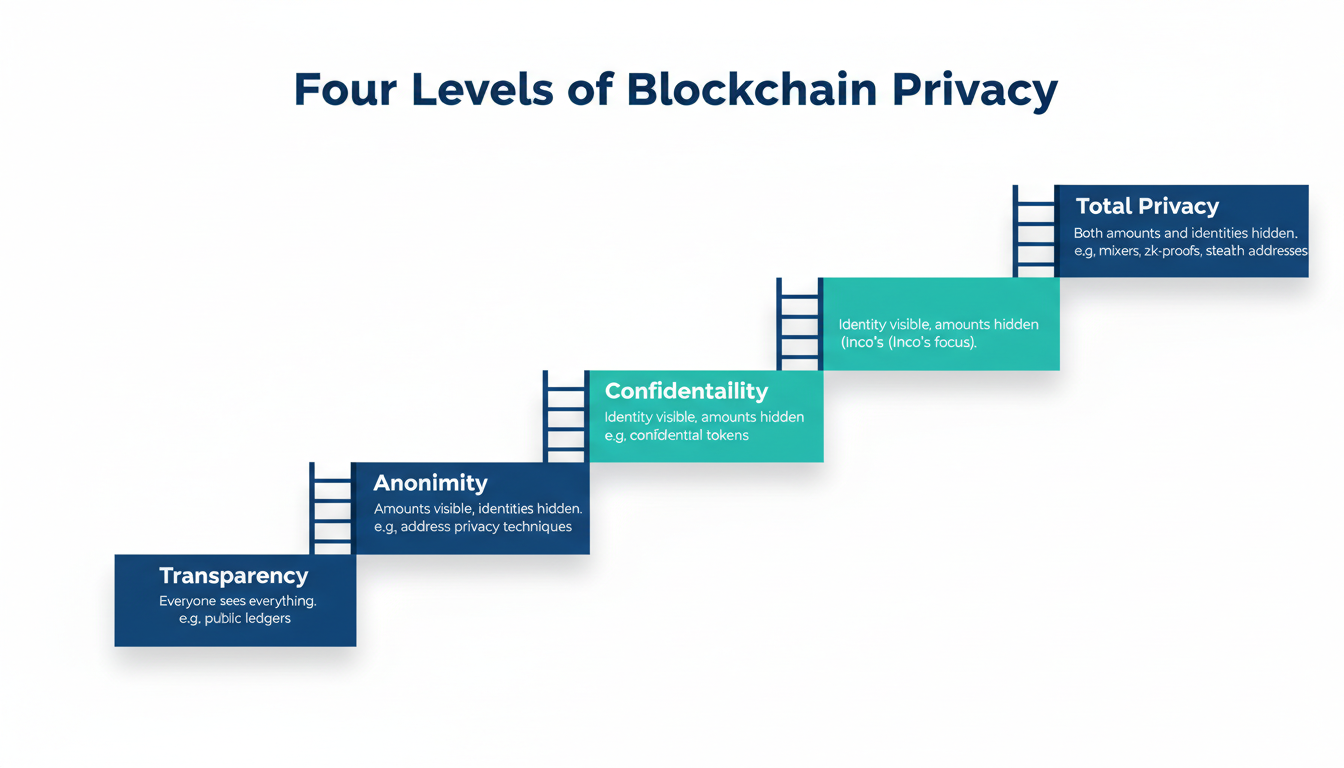 Four Levels of Blockchain Privacy
Total Privacy
Both amounts and identities hidden.
e.g, mixers, zk-proofs, stealth addresses
Identity visible, amounts hidden
(Inco's (Inco's focus).
Confidentaility
Identity visible, amounts hidden
e.g, confidential tokens
Anonimity
Amounts visible, identities hidden.
e.g, address privacy techniques
Transparency
Everyone sees everything.
e.g, public ledgers